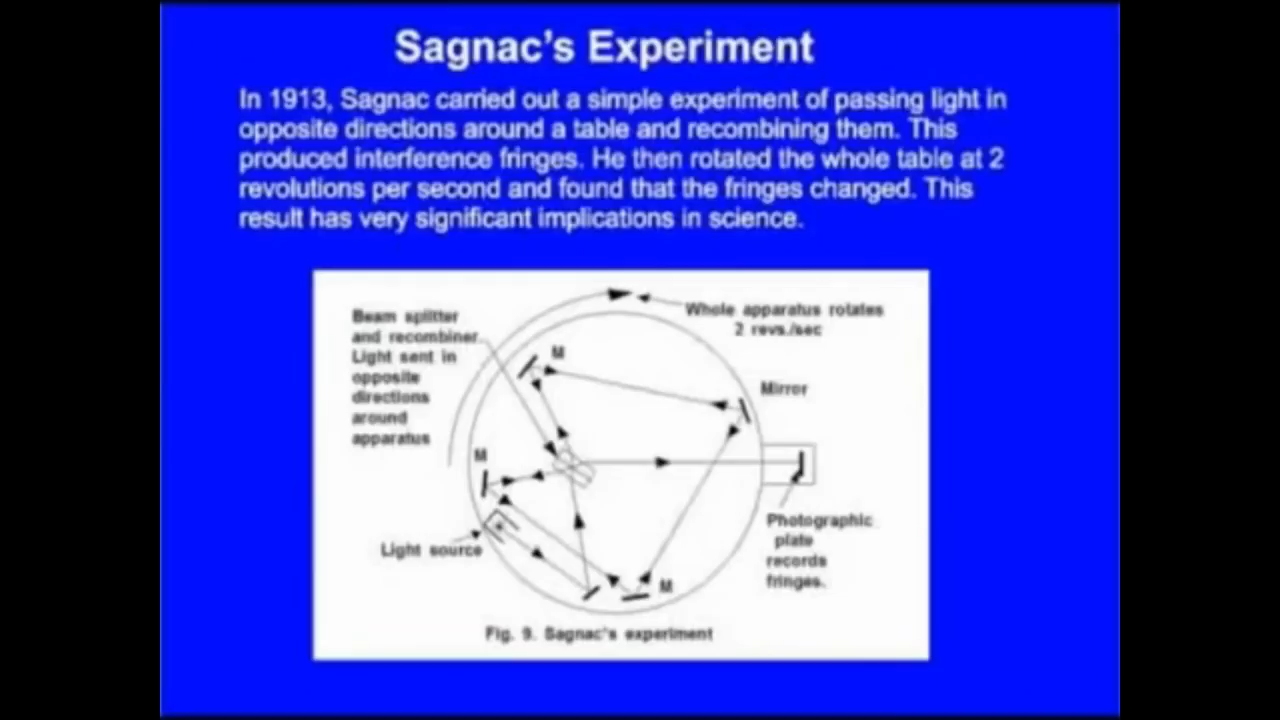 Sagnac's Experiment
In 1913, Sagnac carried out a simple experiment of passing light in
opposite directions around a table and recombining them. This
produced interference fringes. He then rotated the whole table at 2
revolutions per second and found that the fringes changed. This
result has very significant implications in science.
Beam splitter
and recombiner.
Light sent in
opposite
directions
around
apparatus
Whole apparatus rotates
2 revs./sec
M
Mirror
M
Light source
M
Photographic
plate
records
fringes.
Fig. 9. Sagnac's experiment